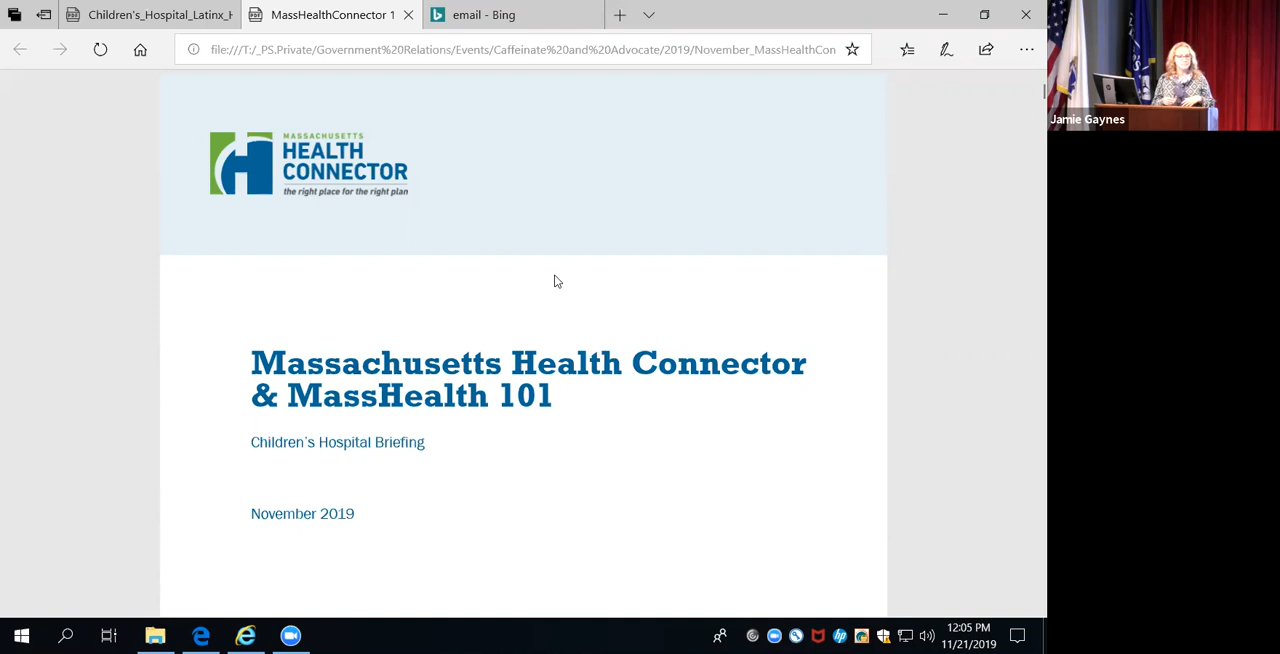 Children's_Hospital_Latinx_H
MassHealthConnector 1
email - Bing
file:///T:/_PS.Private/Government%20Relations/Events/Caffeinate%20and%20Advocate/2019/November_MassHealthCon
Jamie Gaynes
MASSACHUSETTS
HEALTH
CONNECTOR
the right place for the right plan
Massachusetts Health Connector
& MassHealth 101
Children's Hospital Briefing
November 2019
12:05 PM
11/21/2019